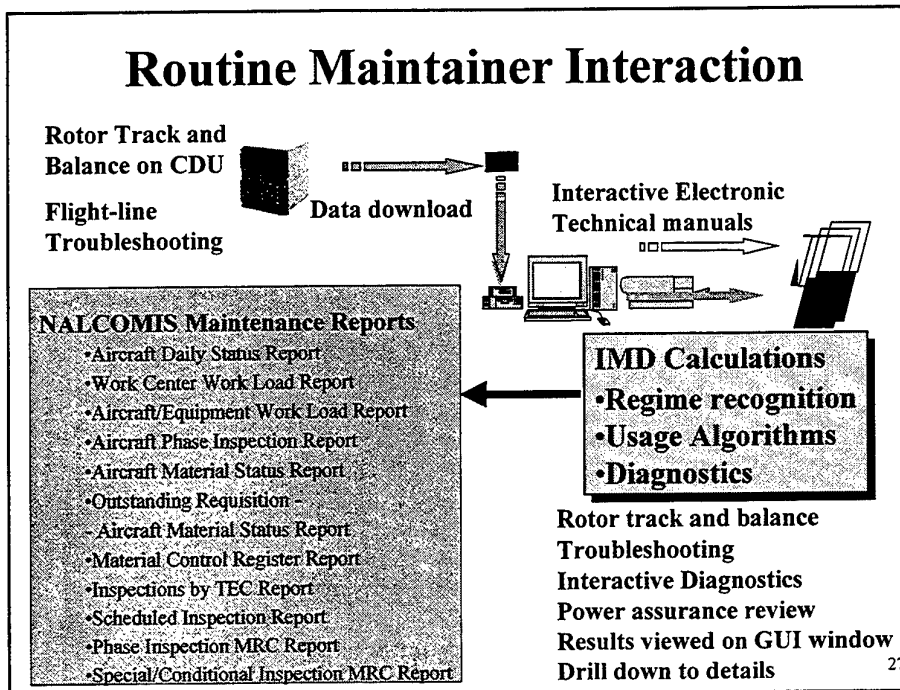 Routine Maintainer Interaction
Rotor Track and
Balance on CDU
Flight-line
Troubleshooting
Data download
Interactive Electronic
Technical manuals
NALCOMIS Maintenance Reports
•Aircraft Daily Status Report
•Work Center Work Load Report
•Aircraft/Equipment Work Load Report
•Aircraft Phase Inspection Report
•Aircraft Material Status Report
•Outstanding Requisition -
- Aircraft Material Status Report
•Material Control Register Report
•Inspections by TEC Report
•Scheduled Inspection Report
•Phase Inspection MRC Report
•Special/Conditional Inspection MRC Report
IMD Calculations
•Regime recognition
•Usage Algorithms
•Diagnostics
Rotor track and balance
Troubleshooting
Interactive Diagnostics
Power assurance review
Results viewed on GUI window
Drill down to details
27